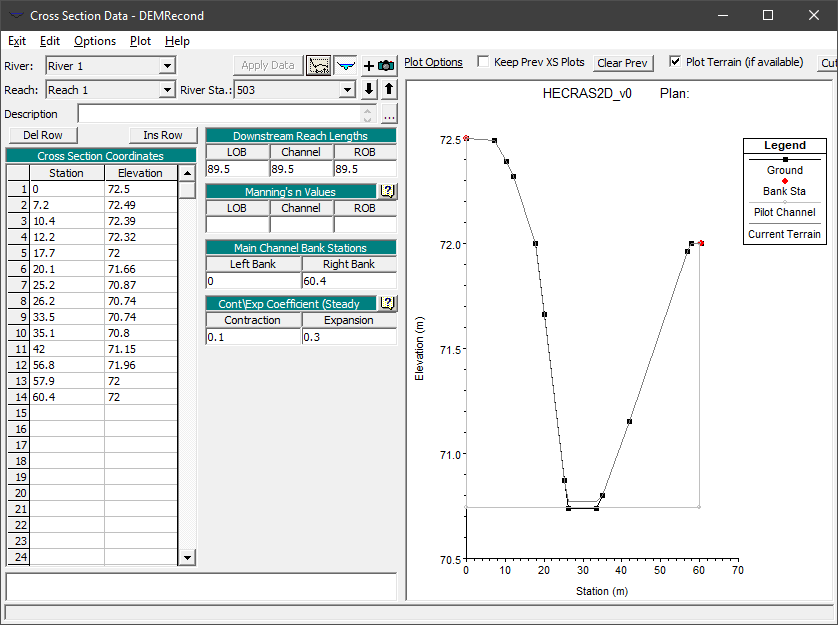 Cross Section Data - DEMRecond
Exit Edit Options Plot Help
River: River 1 Apply Data Plot Options Keep Prev XS Plots Clear Prev Plot Terrain (if available) Cut
Reach: Reach 1 River Sta.: 503
Description ...
Del Row Ins Row
Cross Section Coordinates
Station Elevation
1 0 72.5
2 7.2 72.49
3 10.4 72.39
4 12.2 72.32
5 17.7 72
6 20.1 71.66
7 25.2 70.87
8 26.2 70.74
9 33.5 70.74
10 35.1 70.8
11 42 71.15
12 56.8 71.96
13 57.9 72
14 60.4 72
15
16
17
18
19
20
21
22
23
24
Downstream Reach Lengths
LOB Channel ROB
89.5 89.5 89.5
Manning's n Values
LOB Channel ROB
Main Channel Bank Stations
Left Bank Right Bank
0 60.4
Cont\Exp Coefficient (Steady
Contraction Expansion
0.1 0.3
HECRAS2D_v0 Plan:
Legend
Ground
Bank Sta
Pilot Channel
Current Terrain
Elevation (m)
72.5
72.0
71.5
71.0
70.5
0 10 20 30 40 50 60 70
Station (m)